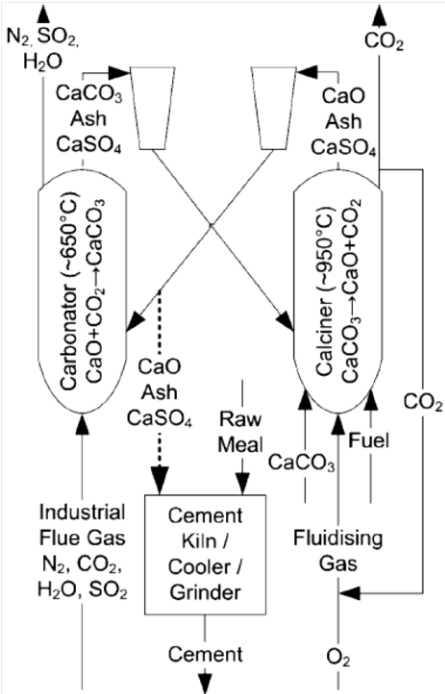 N₂, SO₂,
H₂O
CO₂
CaCO₃
Ash
CaSO₄
CaO
Ash
CaSO₄
Carbonator (~650°C)
CaO+CO₂→CaCO₃
Calciner (~950°C)
CaCO₃→CaO+CO₂
CaO
Ash
CaSO₄
Raw
Meal
CaCO₃
Fuel
CO₂
Industrial
Flue Gas
N₂, CO₂,
H₂O, SO₂
Cement
Kiln /
Cooler /
Grinder
Fluidising
Gas
Cement
O₂